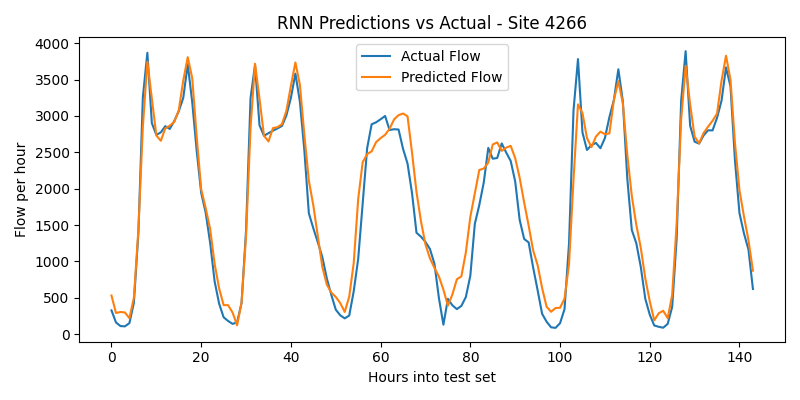 RNN Predictions vs Actual - Site 4266
Actual Flow
Predicted Flow
Flow per hour
4000
3500
3000
2500
2000
1500
1000
500
0
0 20 40 60 80 100 120 140
Hours into test set